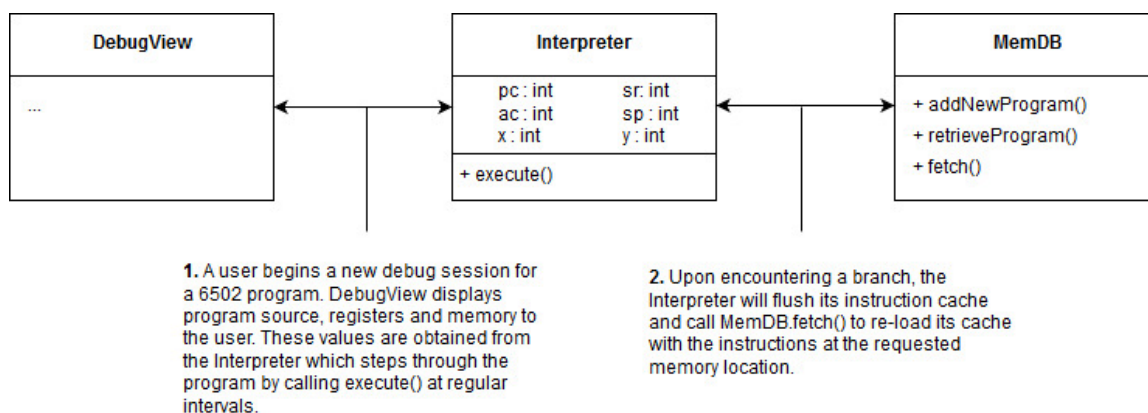 DebugView
...
Interpreter
pc : int sr: int
ac : int sp : int
x : int y : int
+ execute()
MemDB
+ addNewProgram()
+ retrieveProgram()
+ fetch()
1. A user begins a new debug session for
a 6502 program. DebugView displays
program source, registers and memory to
the user. These values are obtained from
the Interpreter which steps through the
program by calling execute() at regular
intervals.
2. Upon encountering a branch, the
Interpreter will flush its instruction cache
and call MemDB.fetch() to re-load its cache
with the instructions at the requested
memory location.